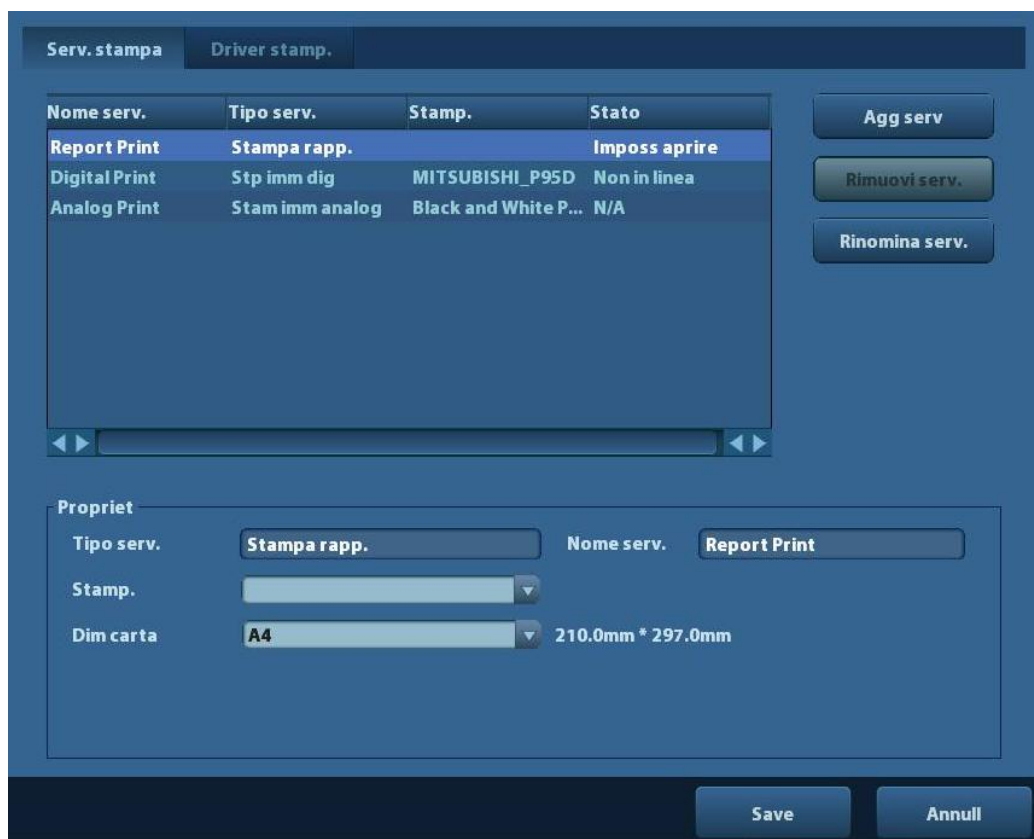 Serv. stampa Driver stamp.
Nome serv. Tipo serv. Stamp. Stato
Report Print Stampa rapp. Imposs aprire
Digital Print Stp imm dig MITSUBISHI_P95D Non in linea
Analog Print Stam imm analog Black and White P... N/A
Agg serv
Rimuovi serv.
Rinomina serv.
Propriet
Tipo serv. Stampa rapp. Nome serv. Report Print
Stamp.
Dim carta A4 210.0mm * 297.0mm
Save Annull